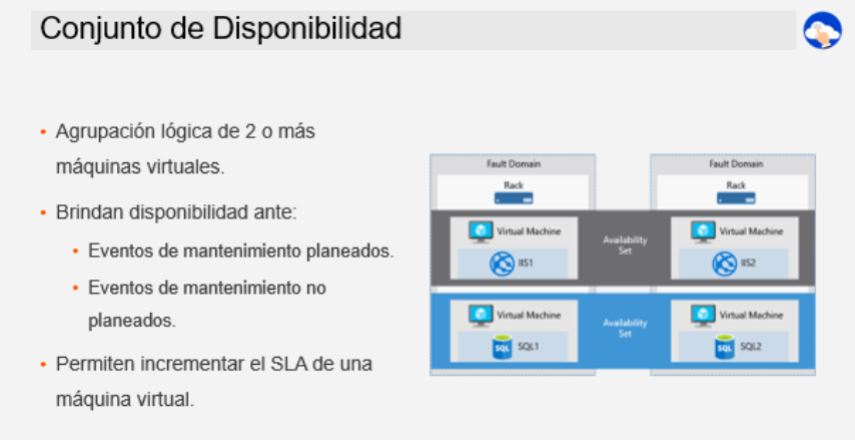 Conjunto de Disponibilidad
• Agrupación lógica de 2 o más
máquinas virtuales.
• Brindan disponibilidad ante:
• Eventos de mantenimiento planeados.
• Eventos de mantenimiento no
planeados.
• Permiten incrementar el SLA de una
máquina virtual.
Fault Domain
Rack
Fault Domain
Rack
Virtual Machine
IIS1
Availability
Set
Virtual Machine
IIS2
Virtual Machine
SQL SQL1
Availability
Set
Virtual Machine
SQL SQL2